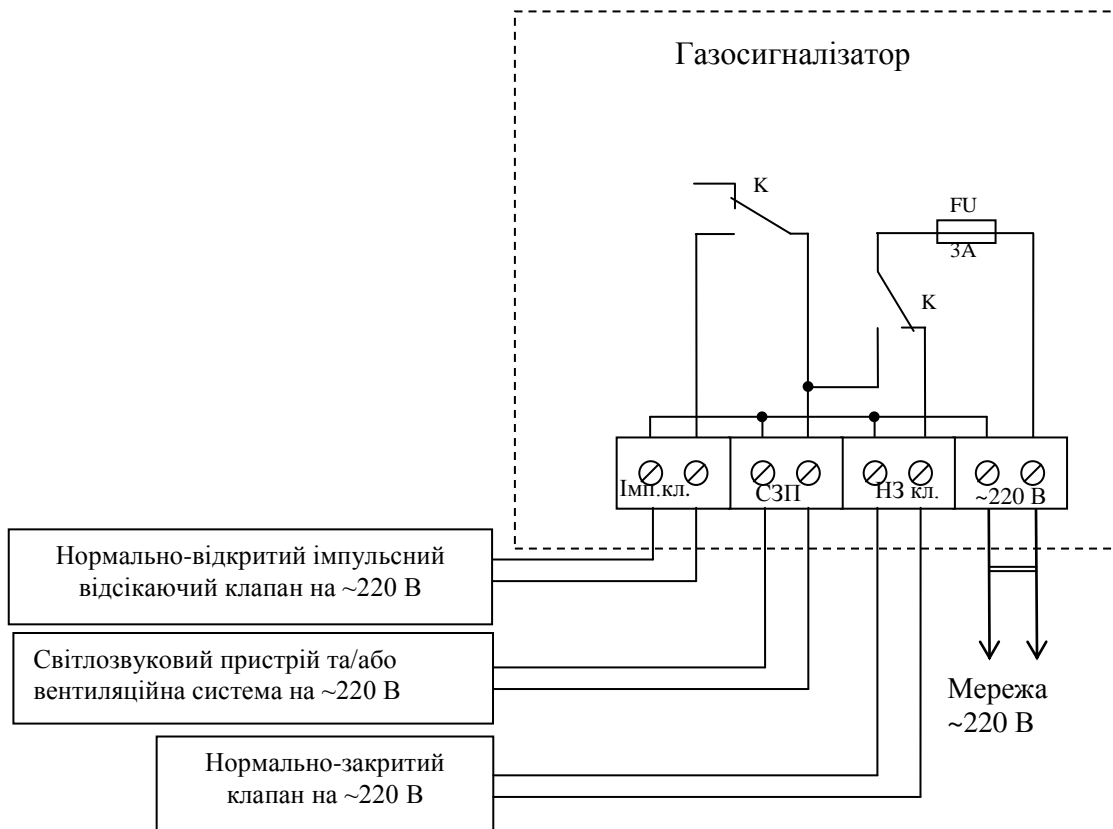 Газосигналізатор
К
FU
3А
К
Імп.кл.
СЗП
НЗ кл.
~220 В
Нормально-відкритий імпульсний
відсікаючий клапан на ~220 В
Світлозвуковий пристрій та/або
вентиляційна система на ~220 В
Мережа
~220 В
Нормально-закритий
клапан на ~220 В